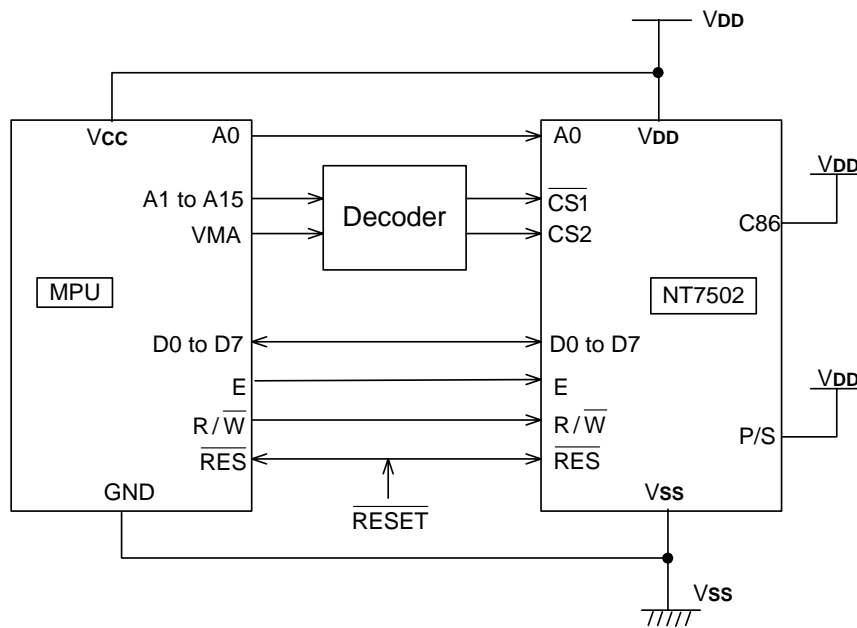 VDD
VCC
A0
A0
VDD
VDD
A1 to A15
Decoder
CS1
VMA
CS2
C86
MPU
NT7502
D0 to D7
D0 to D7
VDD
E
E
R / W
R / W
P/S
RES
RES
GND
VSS
RESET
VSS